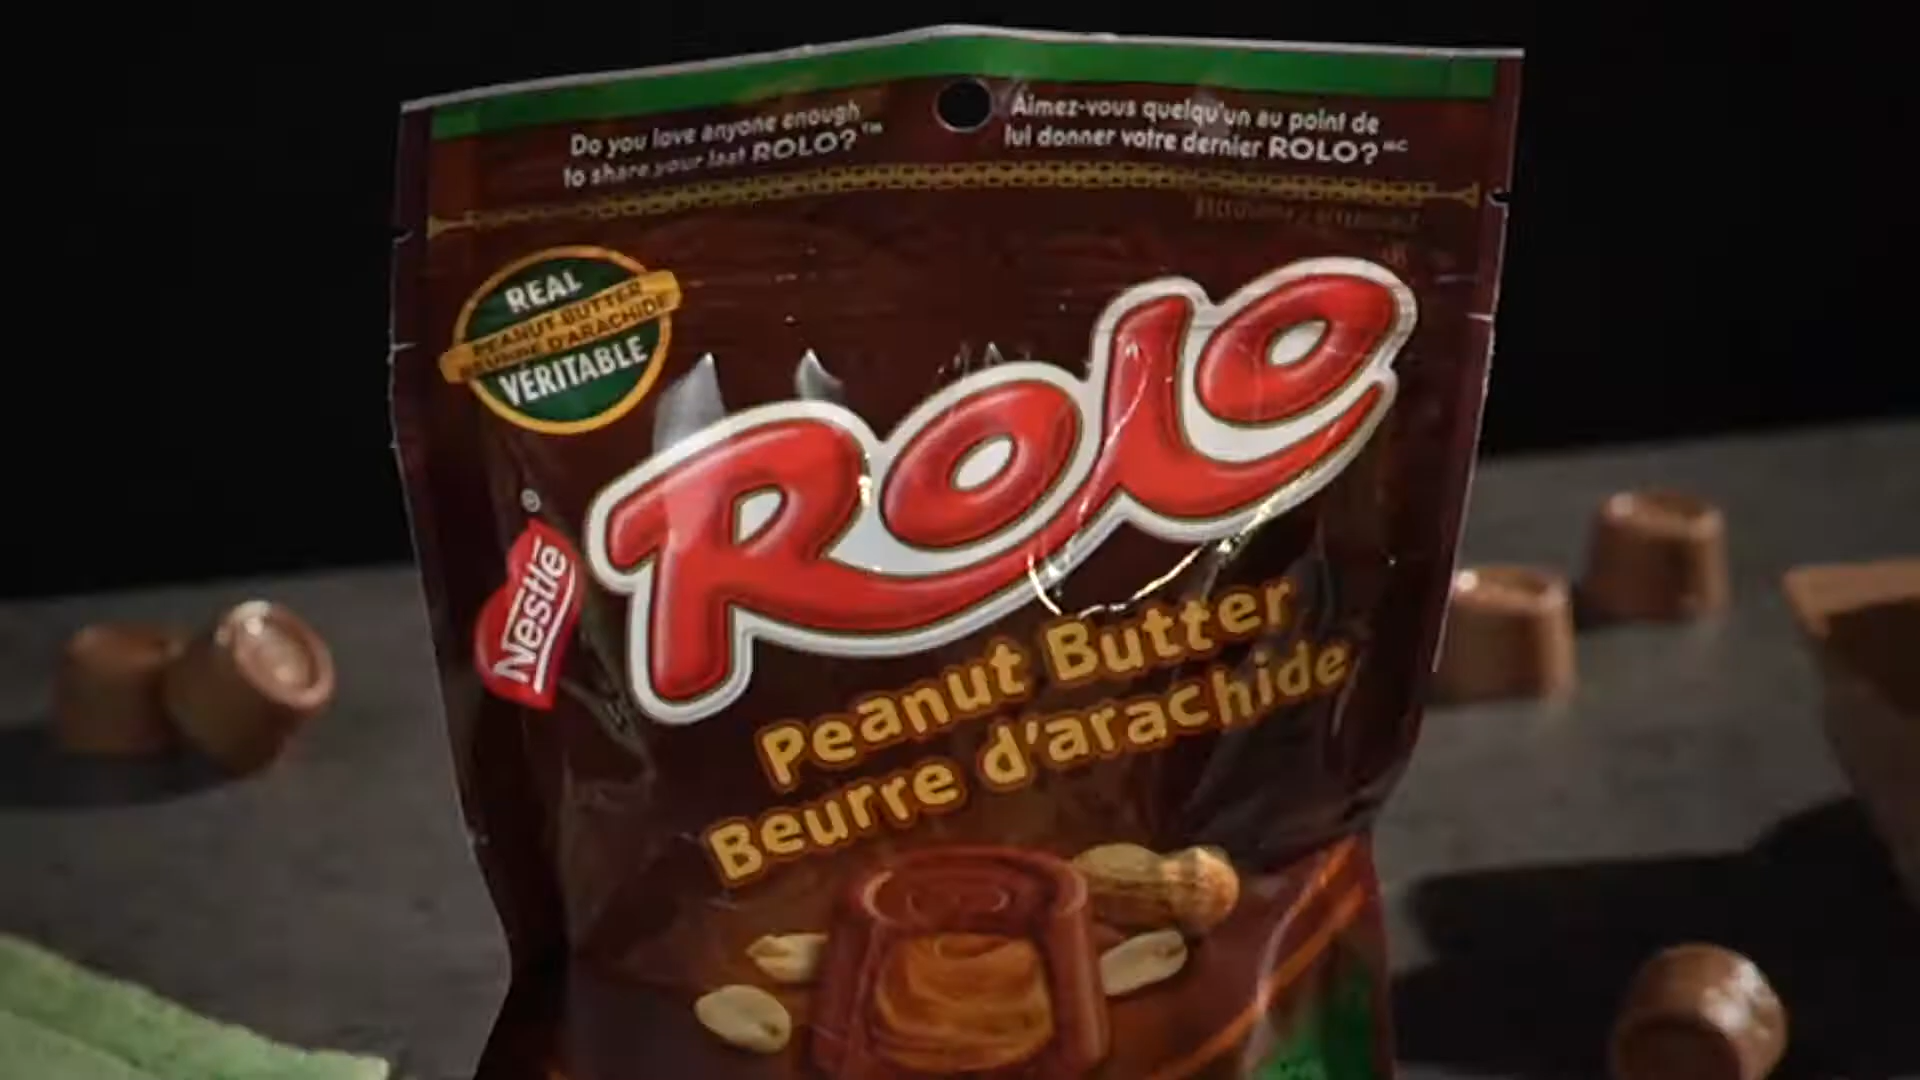 Do you love anyone enough
to share your last ROLO?™
Aimez-vous quelqu'un au point de
lui donner votre dernier ROLO?MC
REAL
PEANUT BUTTER
BEURRE D'ARACHIDE
VÉRITABLE
ROLO
®
Nestlé
Peanut Butter
Beurre d'arachide